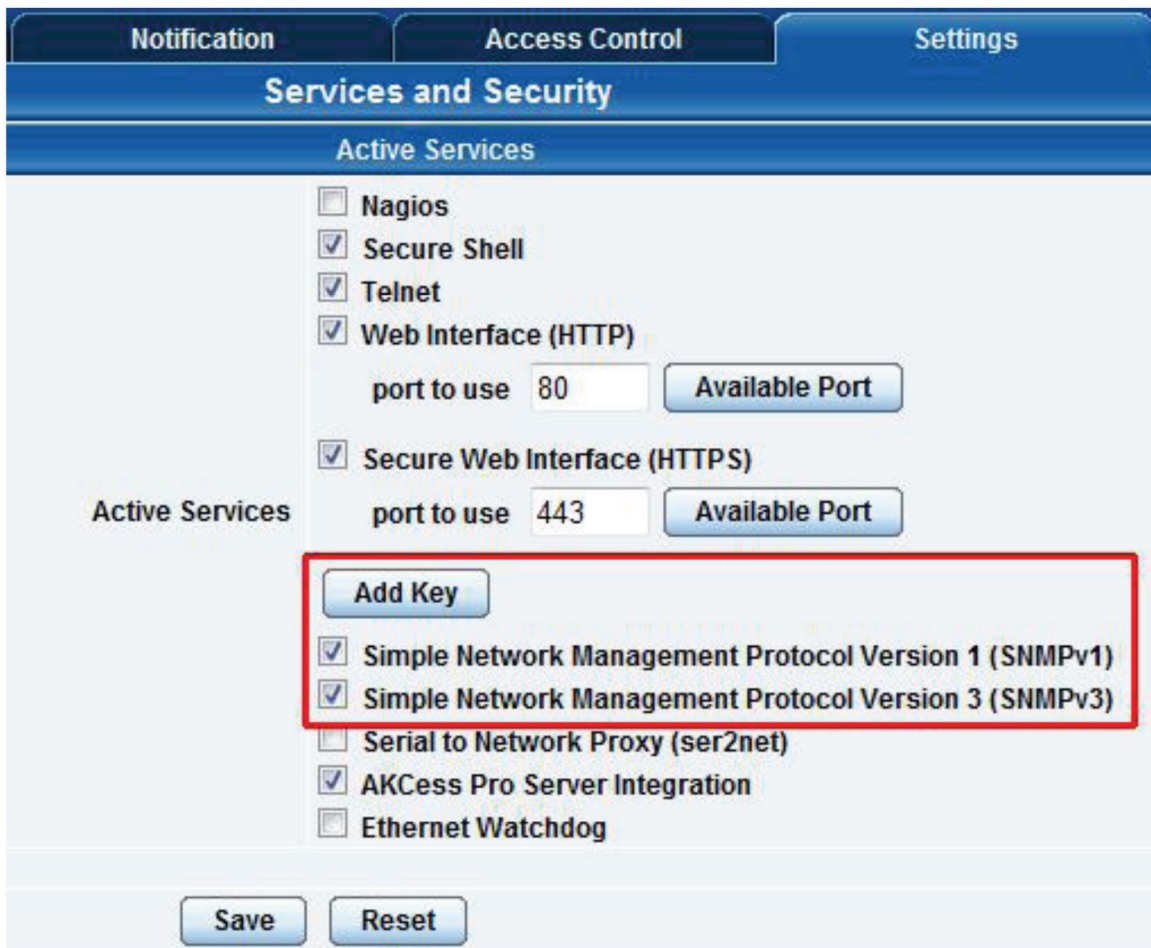 Notification Access Control Settings
Services and Security
Active Services
Nagios
Secure Shell
Telnet
Web Interface (HTTP)
port to use 80 Available Port
Secure Web Interface (HTTPS)
Active Services port to use 443 Available Port
Add Key
Simple Network Management Protocol Version 1 (SNMPv1)
Simple Network Management Protocol Version 3 (SNMPv3)
Serial to Network Proxy (ser2net)
AKCess Pro Server Integration
Ethernet Watchdog
Save Reset